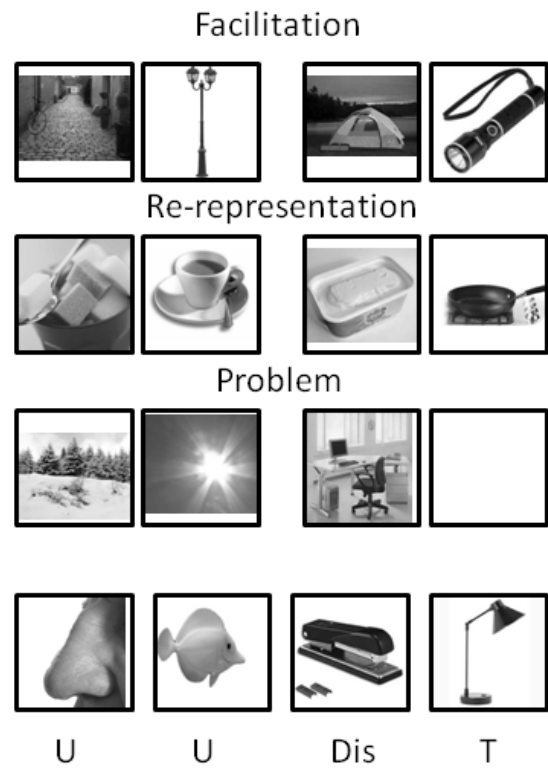 Facilitation
Re-representation
Problem
U U Dis T